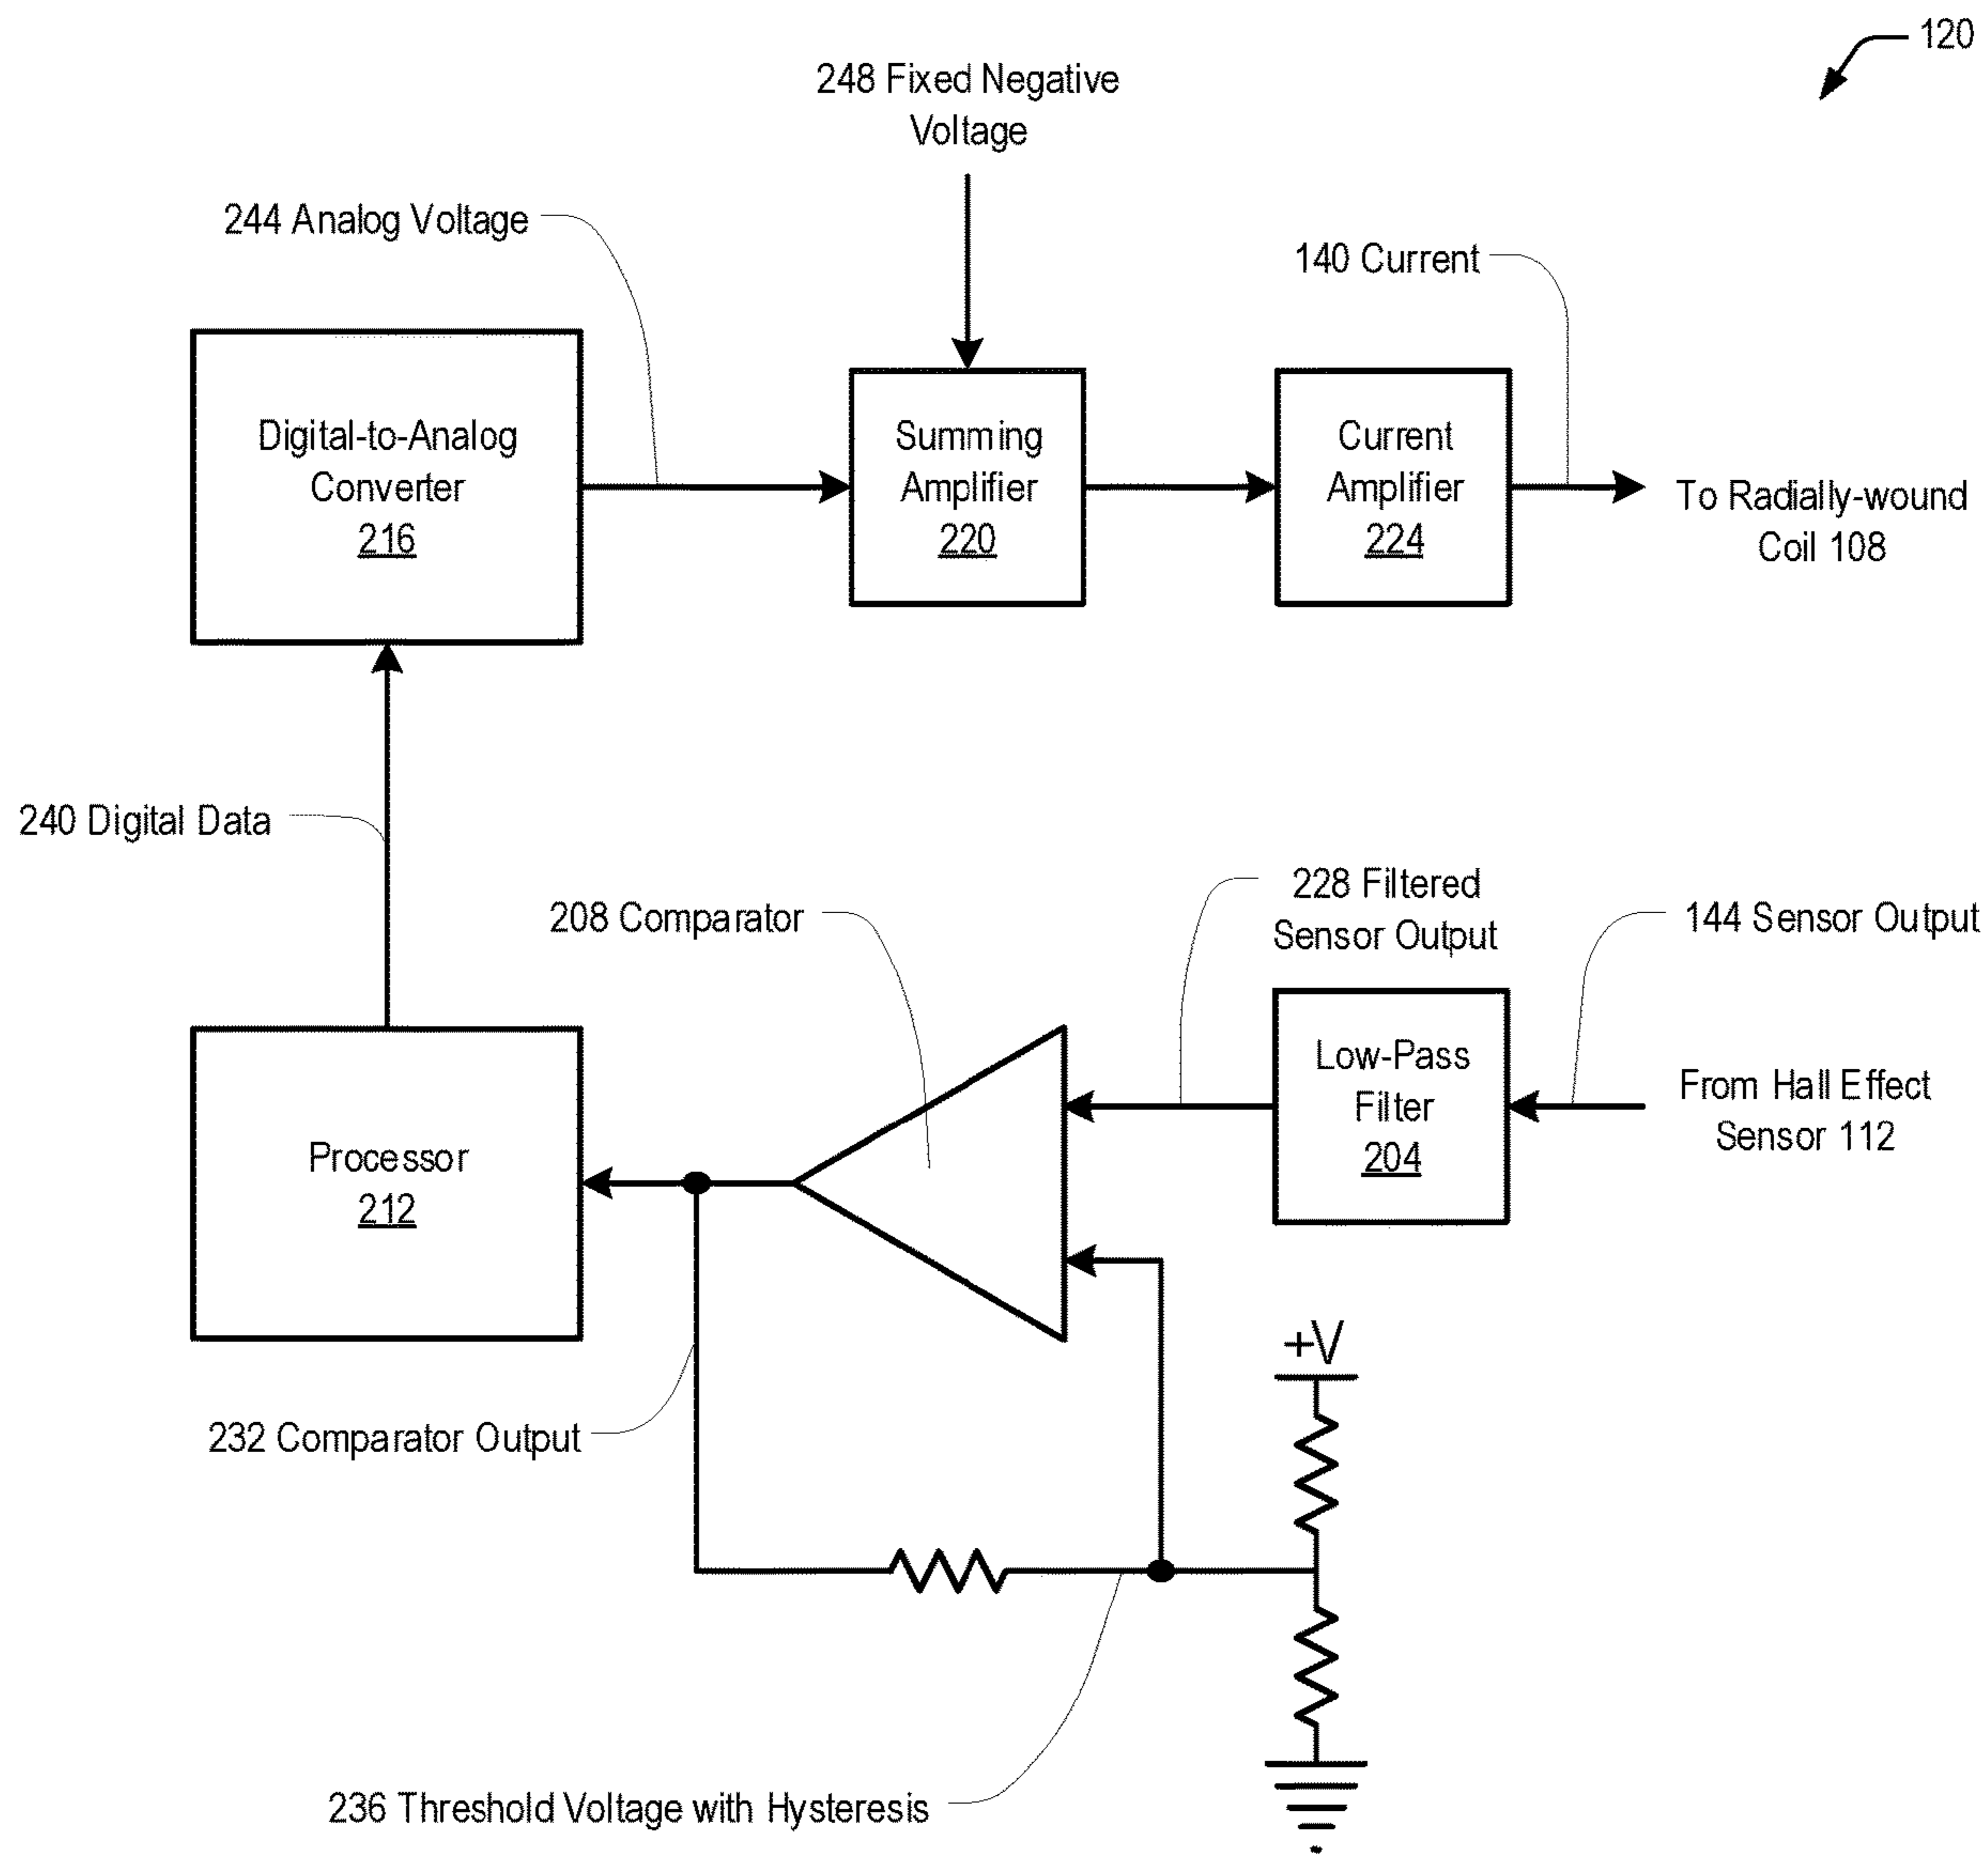 120
248 Fixed Negative
Voltage
244 Analog Voltage
140 Current
Digital-to-Analog
Converter
216
Summing
Amplifier
220
Current
Amplifier
224
To Radially-wound
Coil 108
240 Digital Data
208 Comparator
228 Filtered
Sensor Output
144 Sensor Output
Low-Pass
Filter
204
From Hall Effect
Sensor 112
Processor
212
+V
232 Comparator Output
236 Threshold Voltage with Hysteresis